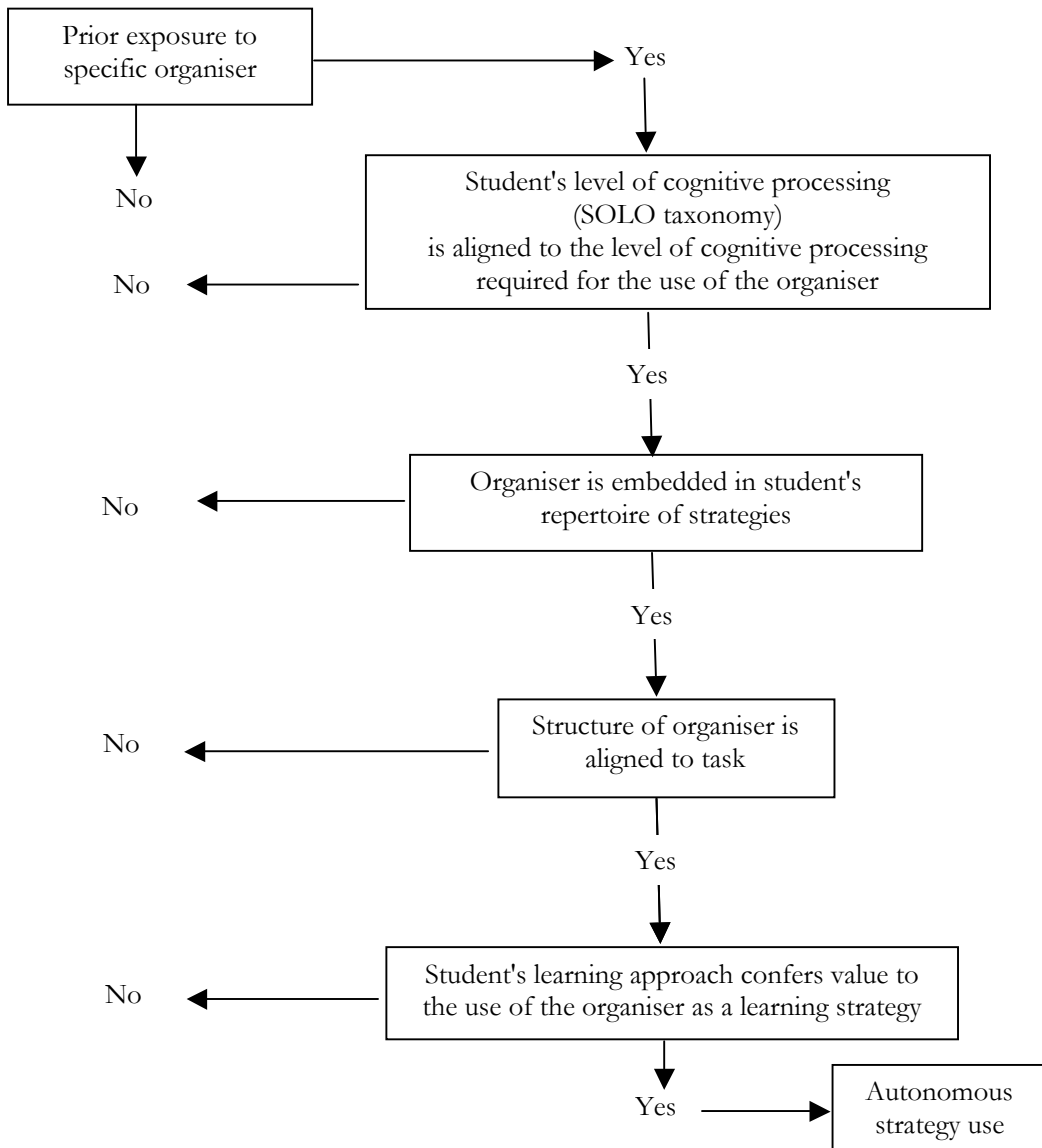 Prior exposure to
specific organiser
Yes
No
Student's level of cognitive processing
(SOLO taxonomy)
is aligned to the level of cognitive processing
required for the use of the organiser
No
Yes
Organiser is embedded in student's
repertoire of strategies
No
Yes
Structure of organiser is
aligned to task
No
Yes
Student's learning approach confers value to
the use of the organiser as a learning strategy
No
Yes
Autonomous
strategy use